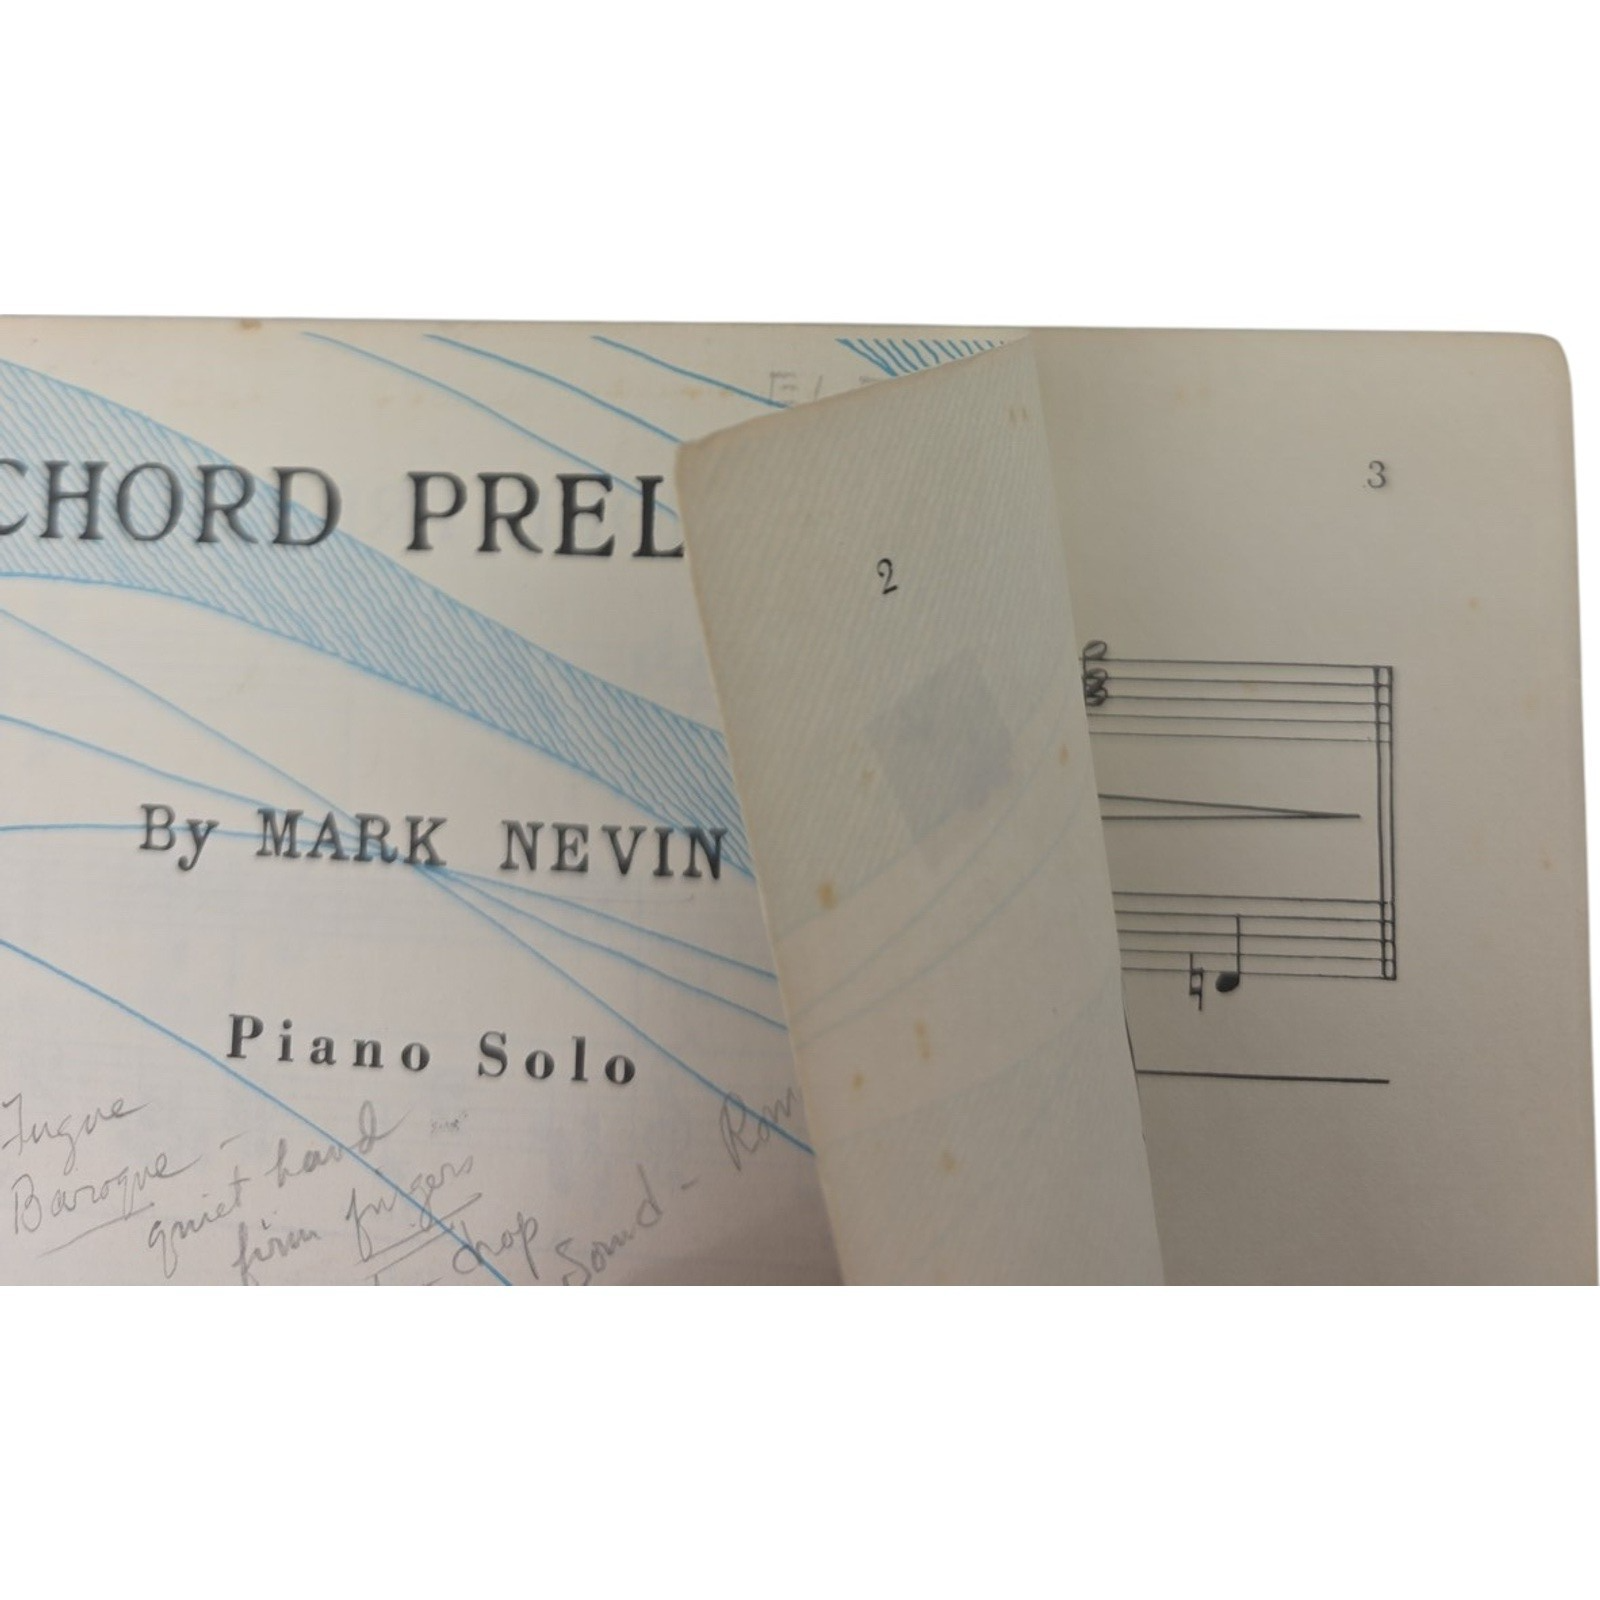 CHORD PREL
By MARK NEVIN
Piano Solo
Fugue
Baroque -
quiet hand
firm fingers
chop
Sound -
2
3